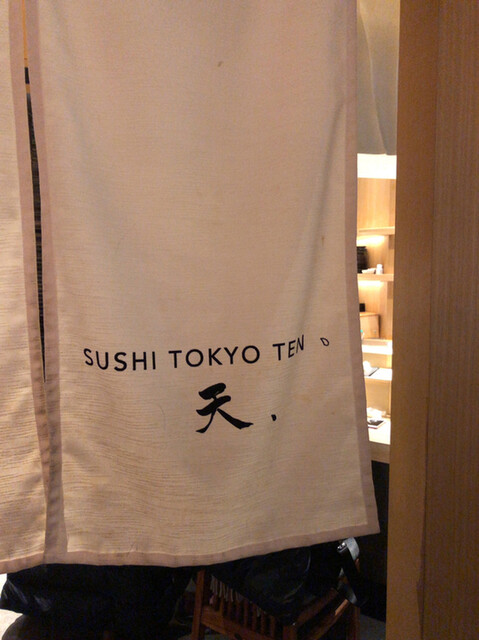 SUSHI TOKYO TEN 、
天、